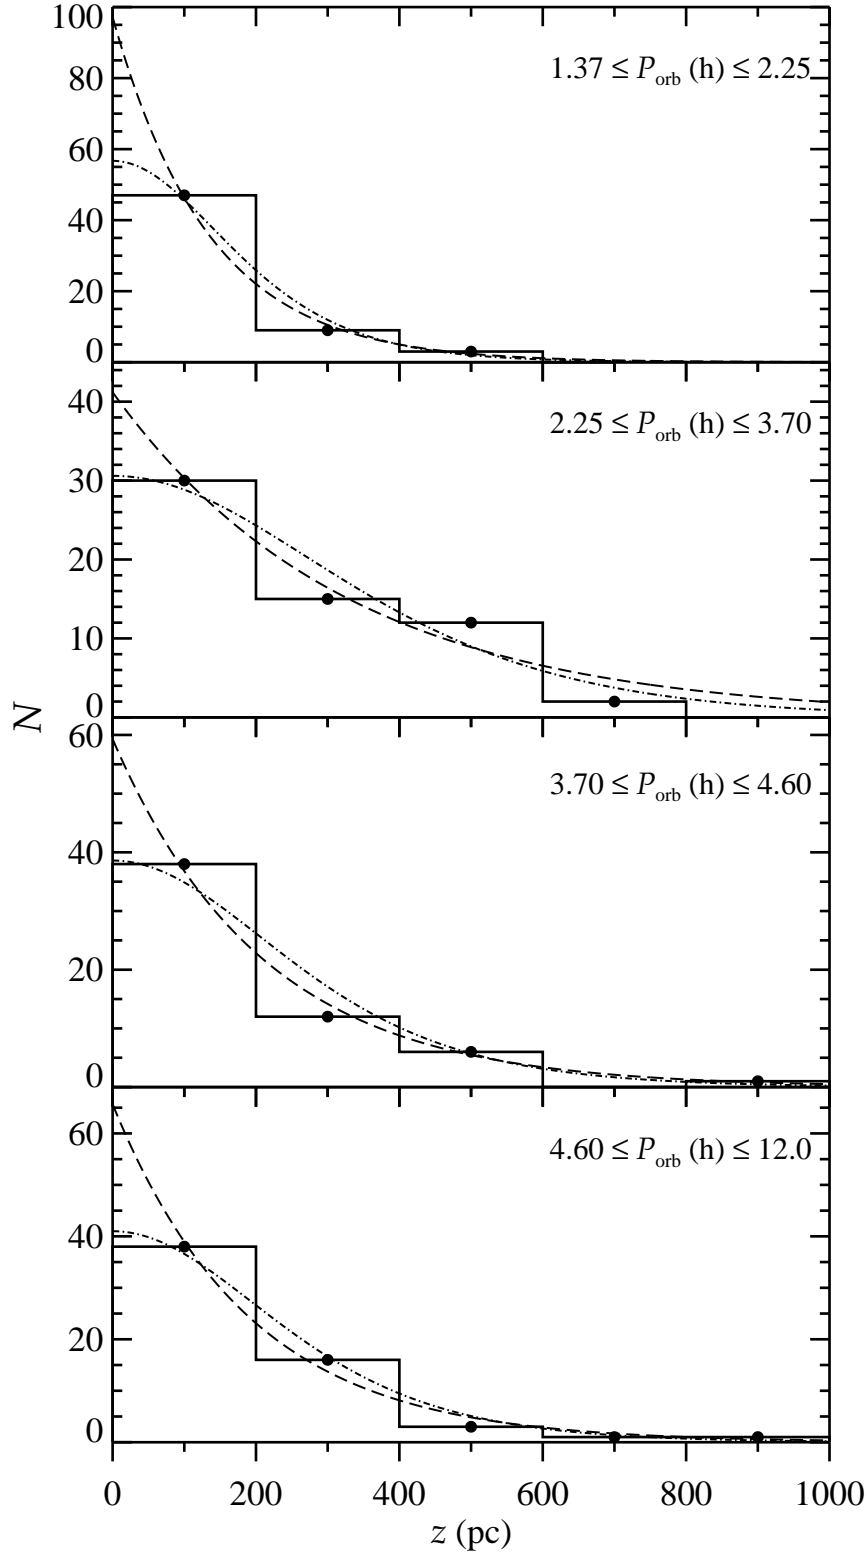 100
80
60
40
20
0
1.37 ≤ P_orb (h) ≤ 2.25
40
30
20
10
0
2.25 ≤ P_orb (h) ≤ 3.70
N
60
40
20
0
3.70 ≤ P_orb (h) ≤ 4.60
60
40
20
0
4.60 ≤ P_orb (h) ≤ 12.0
0 200 400 600 800 1000
z (pc)